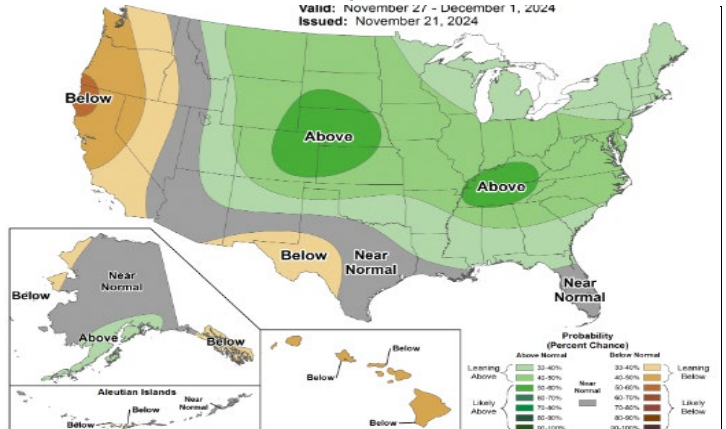 Valid: November 27 - December 1, 2024
Issued: November 21, 2024
Below
Above
Above
Below
Near
Normal
Near
Normal
Near
Normal
Below
Above
Below
Aleutian Islands
Below
Below
Near
Normal
Below
Below
Below
Probability
(Percent Chance)
Above Normal
Below Normal
Leaning
Above
33-40%
40-50%
Likely
Above
50-60%
60-70%
70-80%
80-90%
90-100%
Near
Normal
33-40%
40-50%
Leaning
Below
50-60%
60-70%
70-80%
80-90%
90-100%
Likely
Below